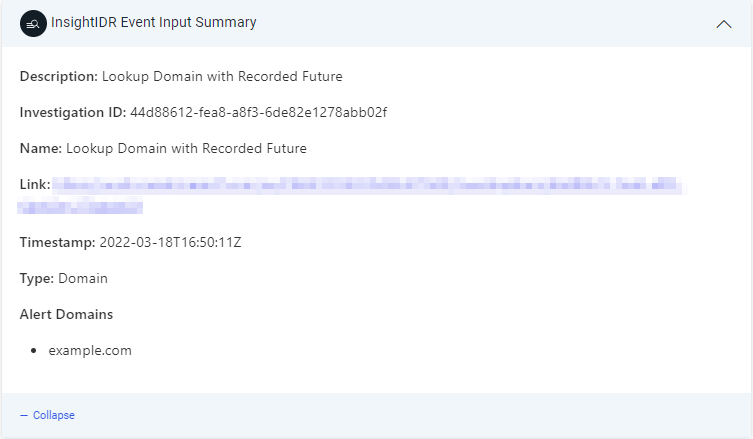 InsightIDR Event Input Summary
Description: Lookup Domain with Recorded Future
Investigation ID: 44d88612-fea8-a8f3-6de82e1278abb02f
Name: Lookup Domain with Recorded Future
Link:
Timestamp: 2022-03-18T16:50:11Z
Type: Domain
Alert Domains
• example.com
– Collapse